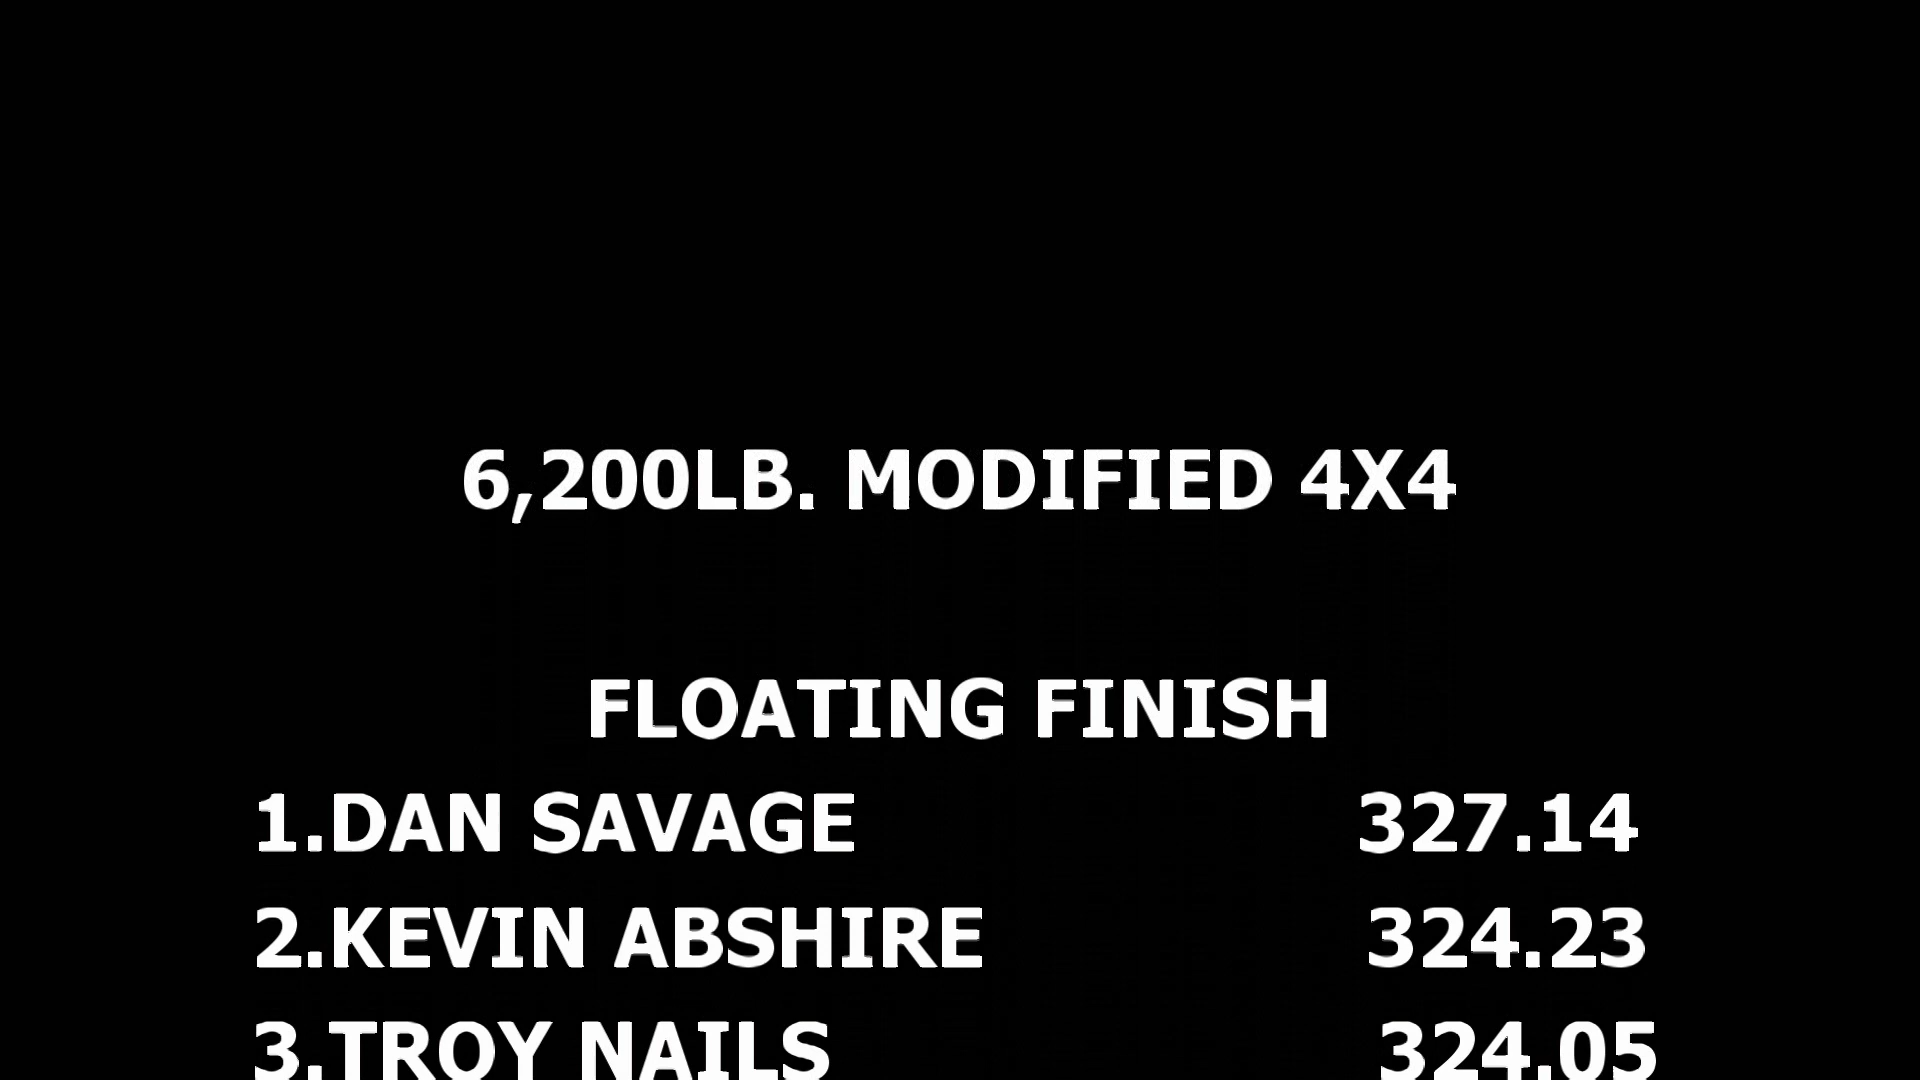 6,200LB. MODIFIED 4X4
FLOATING FINISH
1.DAN SAVAGE 327.14
2.KEVIN ABSHIRE 324.23
3.TROY NAILS 324.05